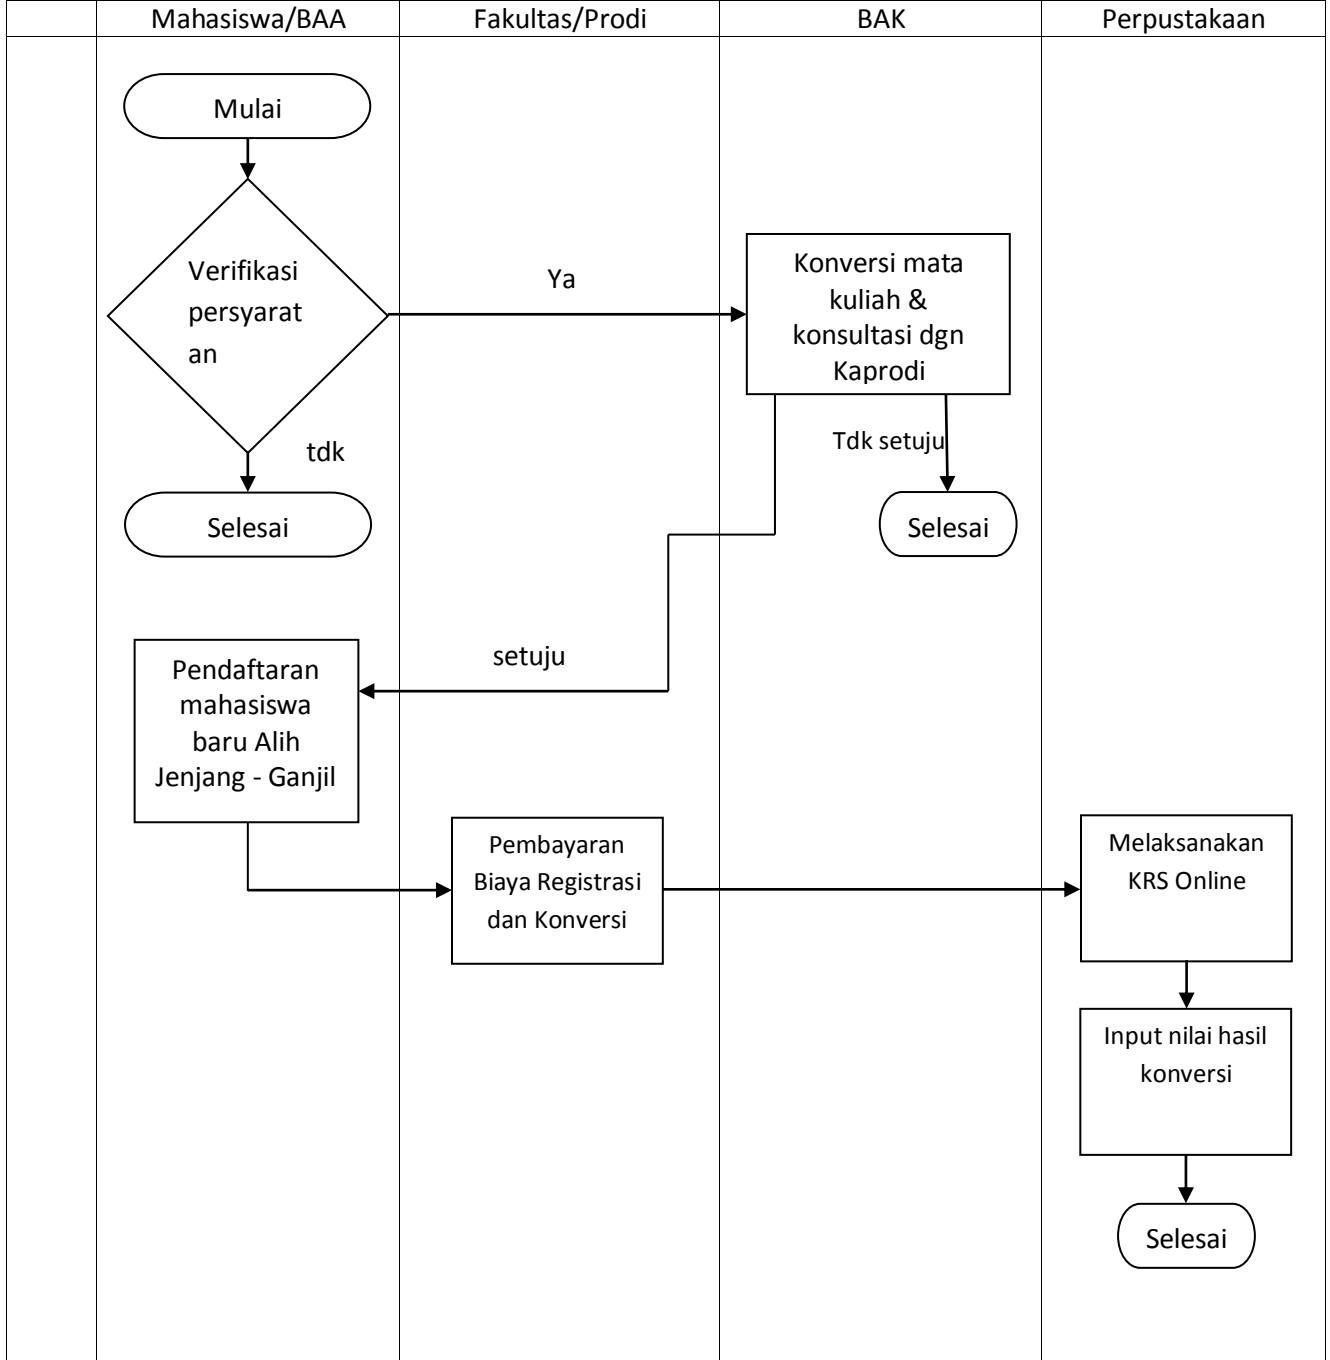 Mahasiswa/BAA
Fakultas/Prodi
BAK
Perpustakaan
Mulai
Verifikasi
persyarat
an
Ya
Konversi mata
kuliah &
konsultasi dgn
Kaprodi
tdk
Tdk setuju
Selesai
Selesai
setuju
Pendaftaran
mahasiswa
baru Alih
Jenjang - Ganjil
Pembayaran
Biaya Registrasi
dan Konversi
Melaksanakan
KRS Online
Input nilai hasil
konversi
Selesai